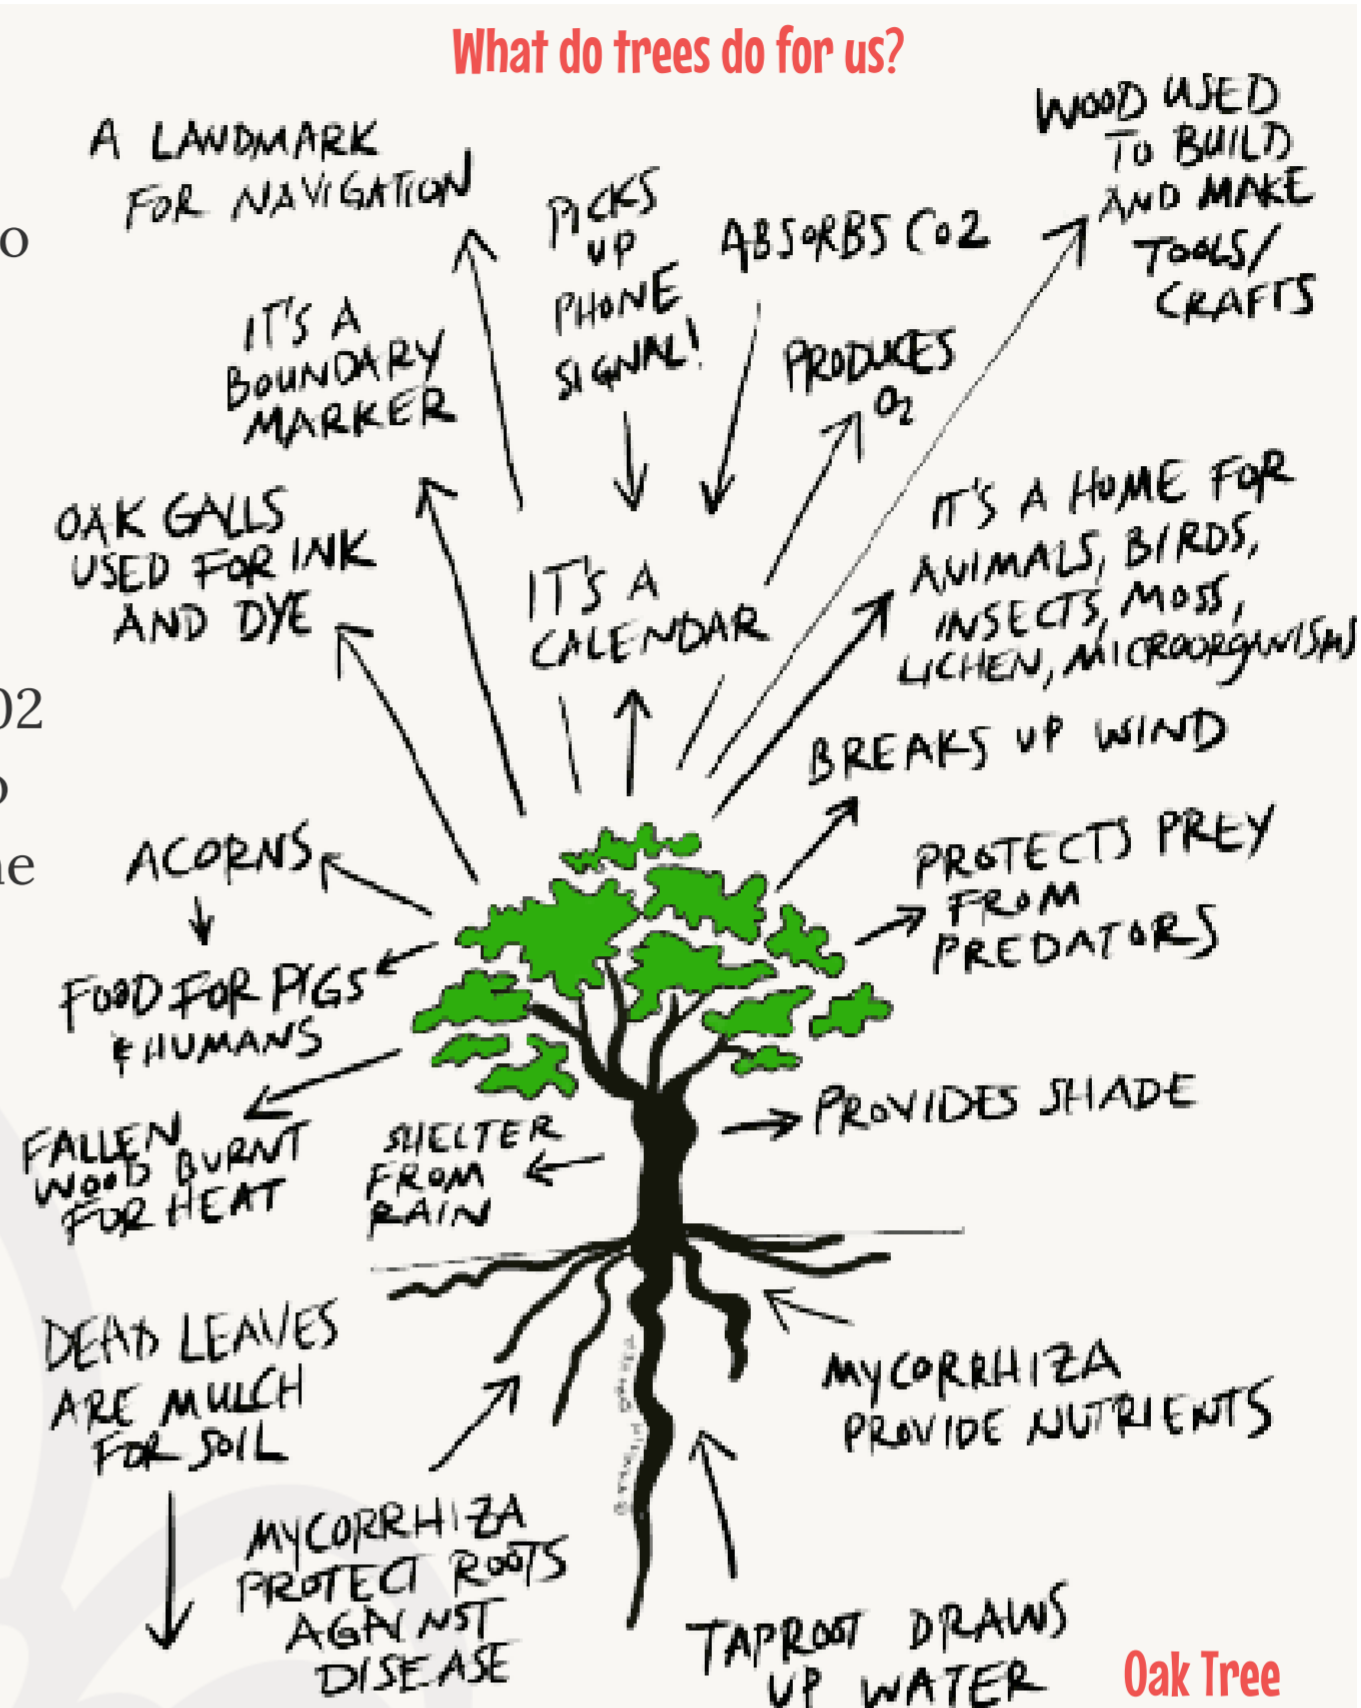 What do trees do for us?
A LANDMARK
FOR NAVIGATION
PICKS
UP
PHONE
SIGNAL!
ABSORBS CO2
WOOD USED
TO BUILD
AND MAKE
TOOLS/
CRAFTS
o
IT'S A
BOUNDARY
MARKER
PRODUCES
O2
OAK GALLS
USED FOR INK
AND DYE
IT'S A
CALENDAR
IT'S A HOME FOR
ANIMALS, BIRDS,
INSECTS, MOSS,
LICHEN, MICROORGANISMS
02
BREAKS UP WIND
ACORNS
PROTECTS PREY
FROM
PREDATORS
FOOD FOR PIGS
& HUMANS
FALLEN
WOOD BURNT
FOR HEAT
SHELTER
FROM
RAIN
PROVIDES SHADE
DEAD LEAVES
ARE MULCH
FOR SOIL
MYCORRHIZA
PROVIDE NUTRIENTS
MYCORRHIZA
PROTECT ROOTS
AGAINST
DISEASE
TAPROOT DRAWS
UP WATER
Oak Tree